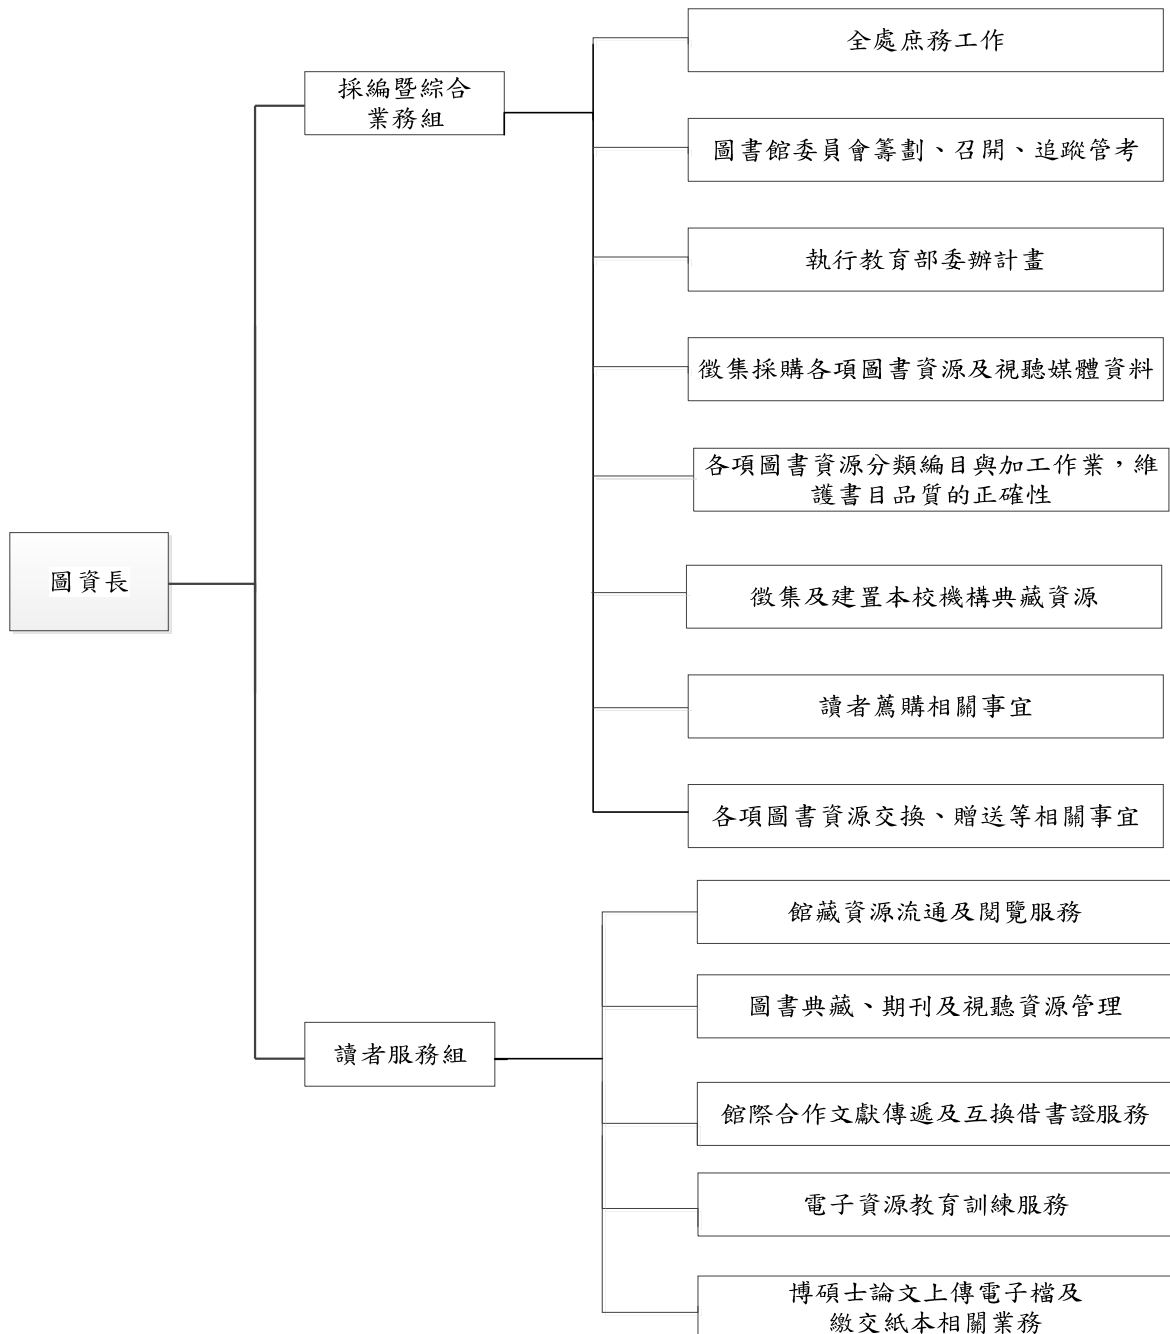 圖資長
採編暨綜合
業務組
全處庶務工作
圖書館委員會籌劃、召開、追蹤管考
執行教育部委辦計畫
徵集採購各項圖書資源及視聽媒體資料
各項圖書資源分類編目與加工作業，維
護書目品質的正確性
徵集及建置本校機構典藏資源
讀者薦購相關事宜
各項圖書資源交換、贈送等相關事宜
讀者服務組
館藏資源流通及閱覽服務
圖書典藏、期刊及視聽資源管理
館際合作文獻傳遞及互換借書證服務
電子資源教育訓練服務
博碩士論文上傳電子檔及
繳交紙本相關業務